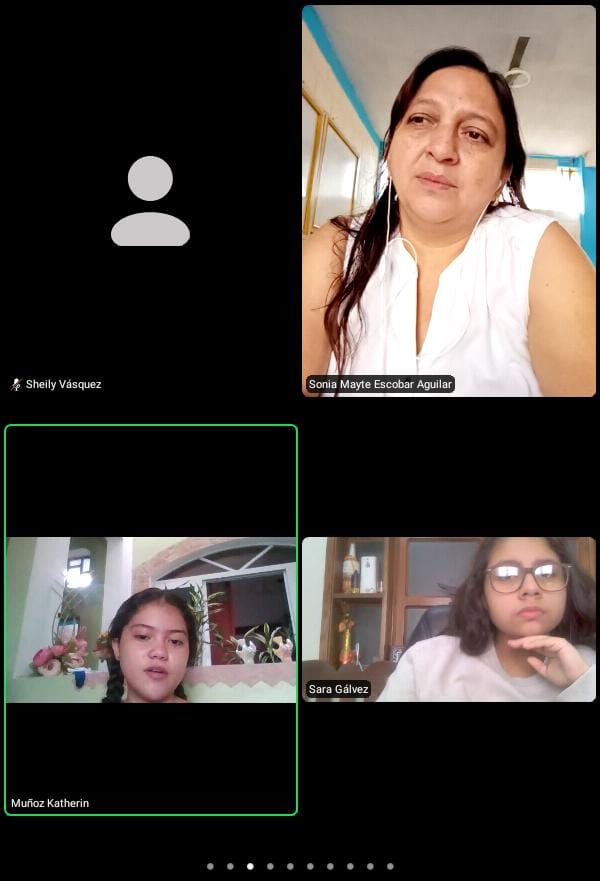 Sheily Vásquez
Sonia Mayte Escobar Aguilar
Sara Gálvez
Muñoz Katherin